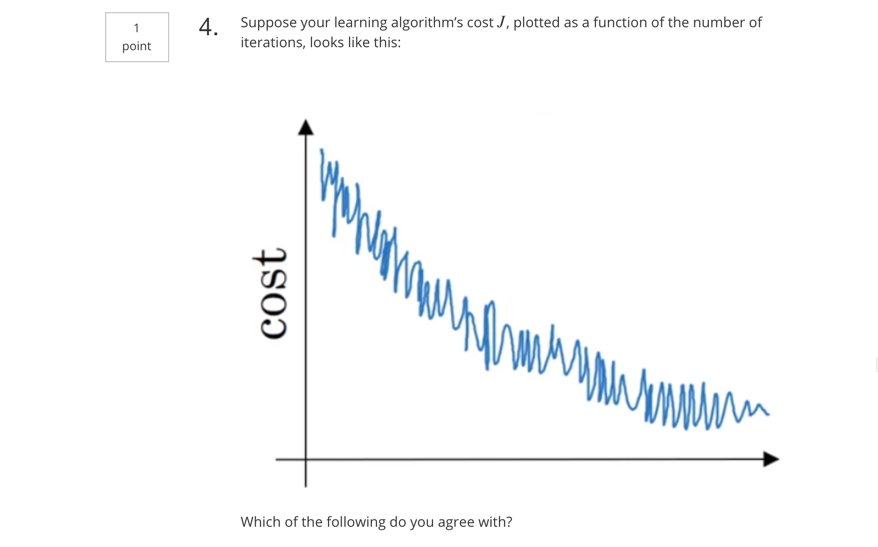 1
point
4.
Suppose your learning algorithm's cost J, plotted as a function of the number of
iterations, looks like this:
cost
Which of the following do you agree with?